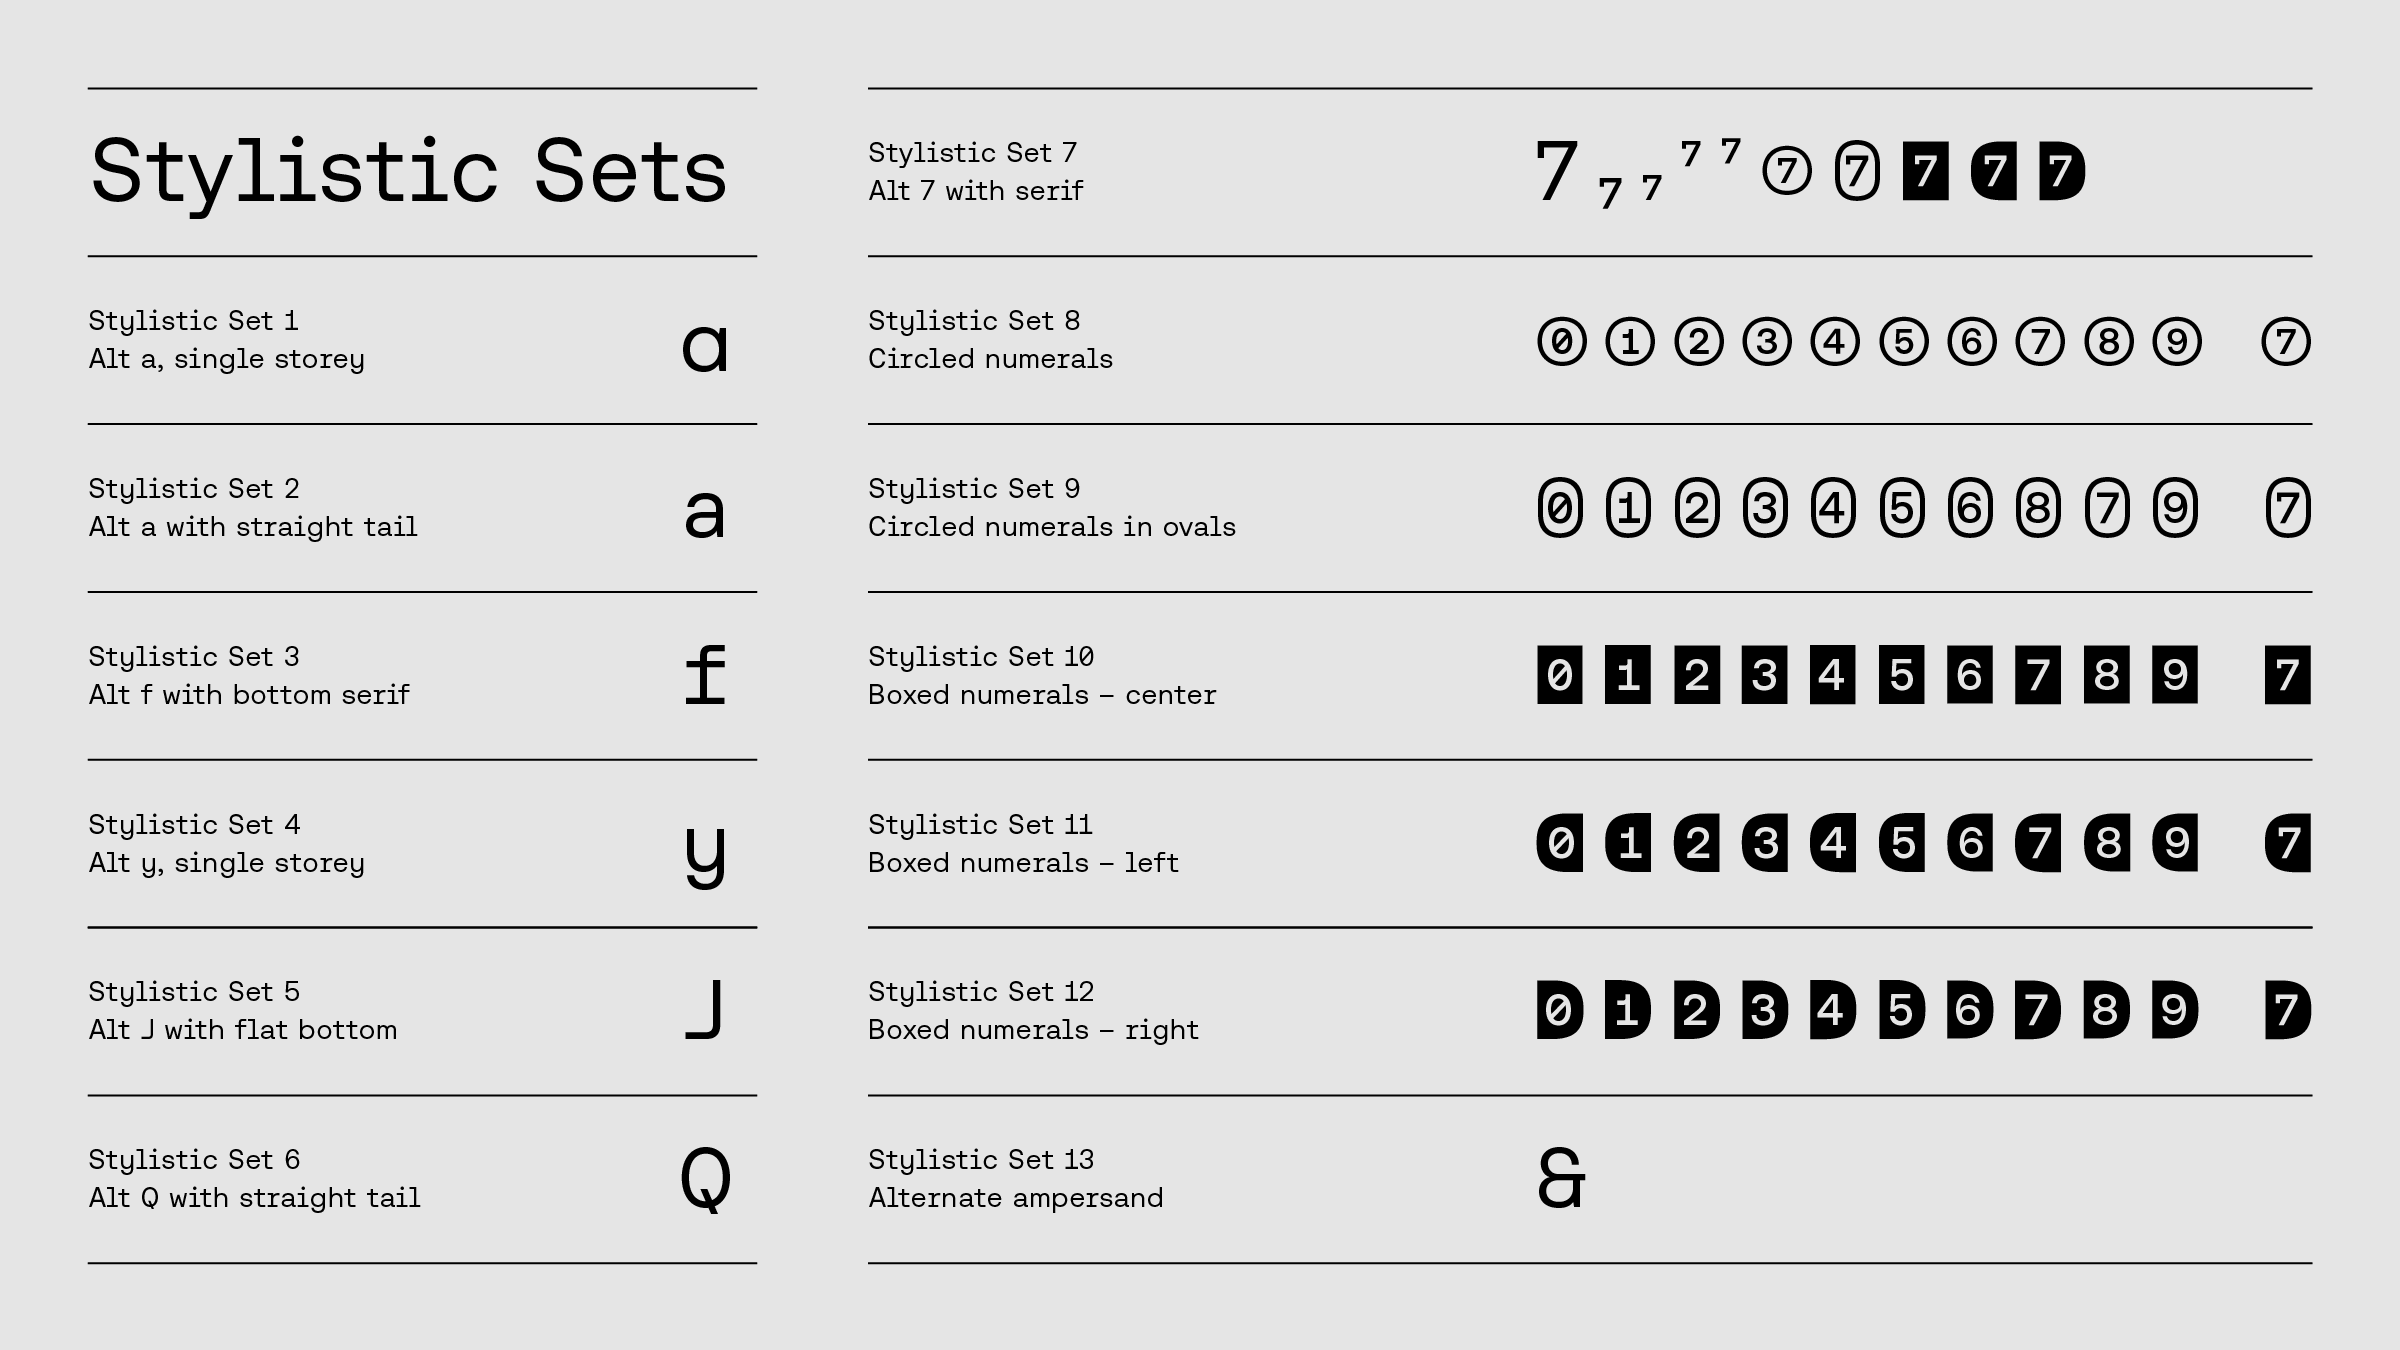 Stylistic Sets
Stylistic Set 1
Alt a, single storey
a
Stylistic Set 2
Alt a with straight tail
a
Stylistic Set 3
Alt f with bottom serif
f
Stylistic Set 4
Alt y, single storey
y
Stylistic Set 5
Alt J with flat bottom
J
Stylistic Set 6
Alt Q with straight tail
Q
Stylistic Set 7
Alt 7 with serif
7 7 7 7 7 7 7 7 7 7
Stylistic Set 8
Circled numerals
0 1 2 3 4 5 6 7 8 9 7
Stylistic Set 9
Circled numerals in ovals
0 1 2 3 4 5 6 8 7 9 7
Stylistic Set 10
Boxed numerals – center
0 1 2 3 4 5 6 7 8 9 7
Stylistic Set 11
Boxed numerals – left
0 1 2 3 4 5 6 7 8 9 7
Stylistic Set 12
Boxed numerals – right
0 1 2 3 4 5 6 7 8 9 7
Stylistic Set 13
Alternate ampersand
&